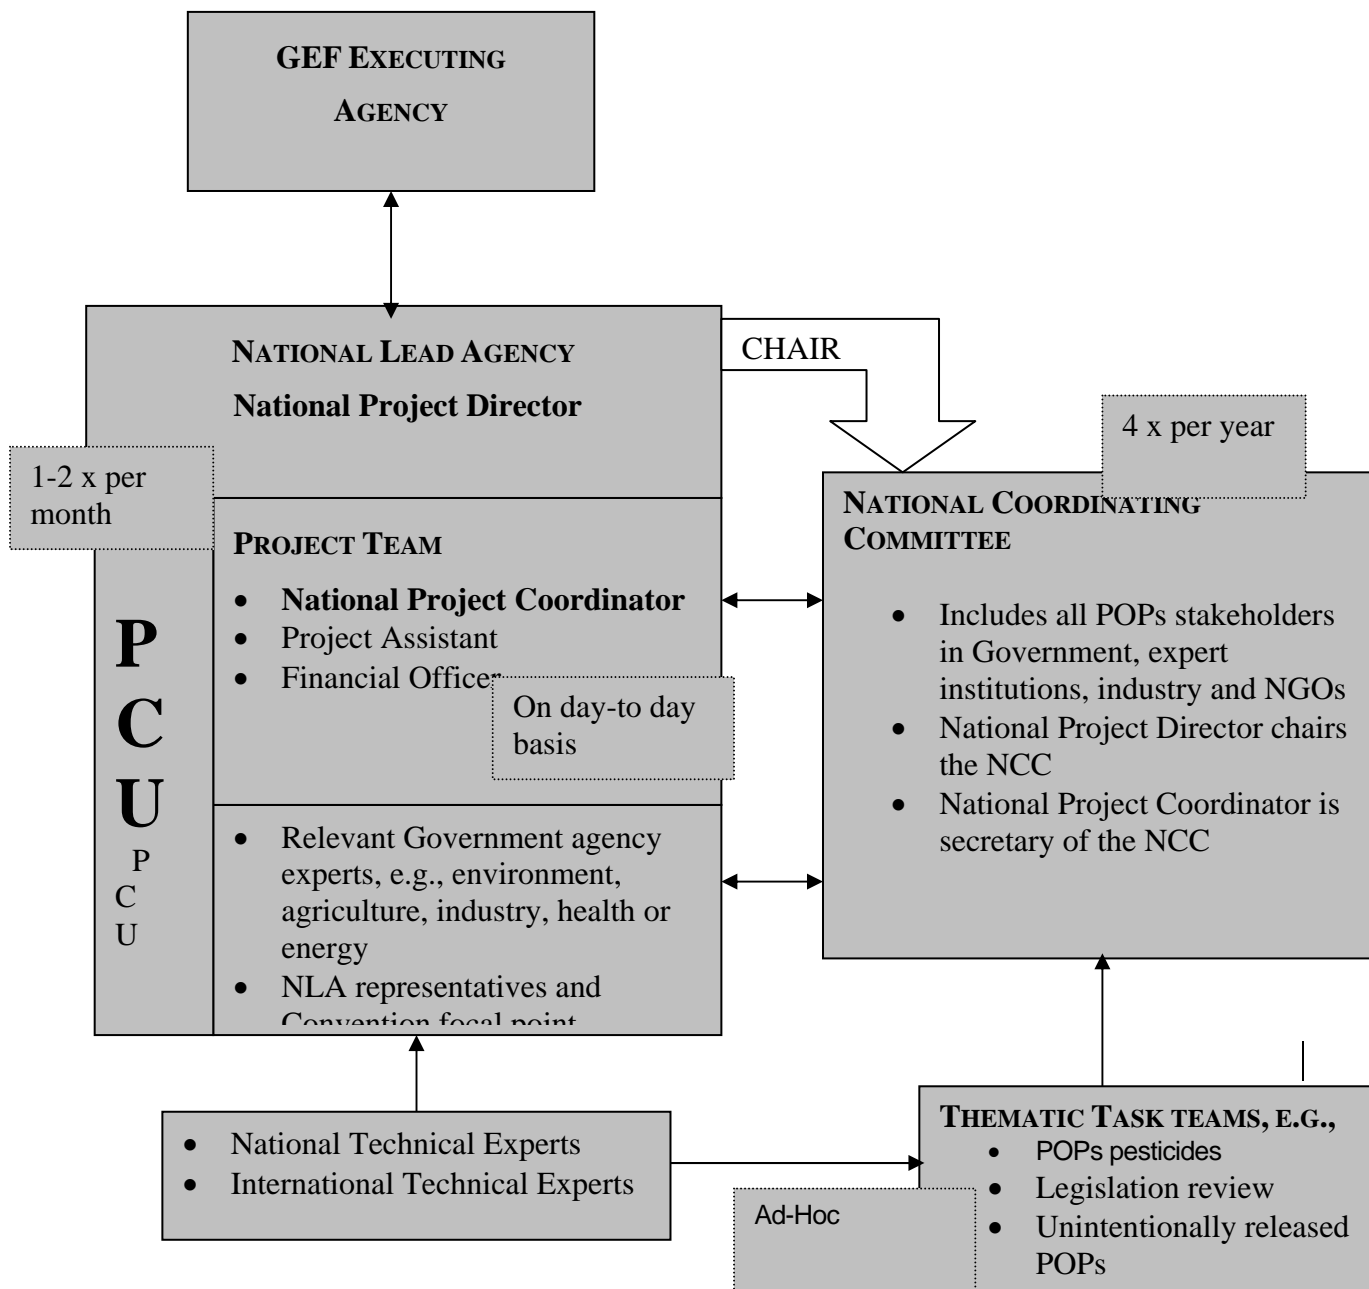 GEF EXECUTING
AGENCY
NATIONAL LEAD AGENCY
National Project Director
CHAIR
4 x per year
1-2 x per
month
PROJECT TEAM
• National Project Coordinator
• Project Assistant
• Financial Officer
On day-to day
basis
P
C
U
P
C
U
NATIONAL COORDINATING
COMMITTEE
• Includes all POPs stakeholders
in Government, expert
institutions, industry and NGOs
• National Project Director chairs
the NCC
• National Project Coordinator is
secretary of the NCC
• Relevant Government agency
experts, e.g., environment,
agriculture, industry, health or
energy
• NLA representatives and
Convention focal point
• National Technical Experts
• International Technical Experts
THEMATIC TASK TEAMS, E.G.,
• POPs pesticides
• Legislation review
• Unintentionally released
POPs
Ad-Hoc